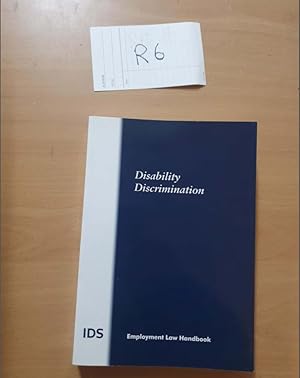 R6
Disability
Discrimination
IDS
Employment Law Handbook